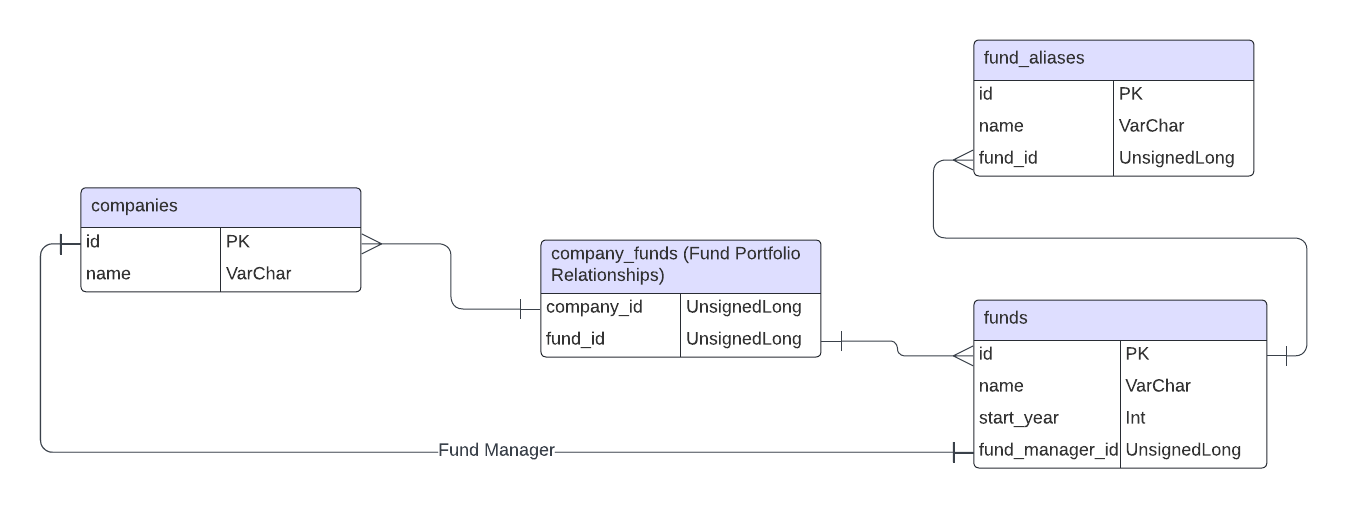 fund_aliases
id PK
name VarChar
fund_id UnsignedLong
companies
id PK
name VarChar
company_funds (Fund Portfolio
Relationships)
company_id UnsignedLong
fund_id UnsignedLong
funds
id PK
name VarChar
start_year Int
fund_manager_id UnsignedLong
Fund Manager